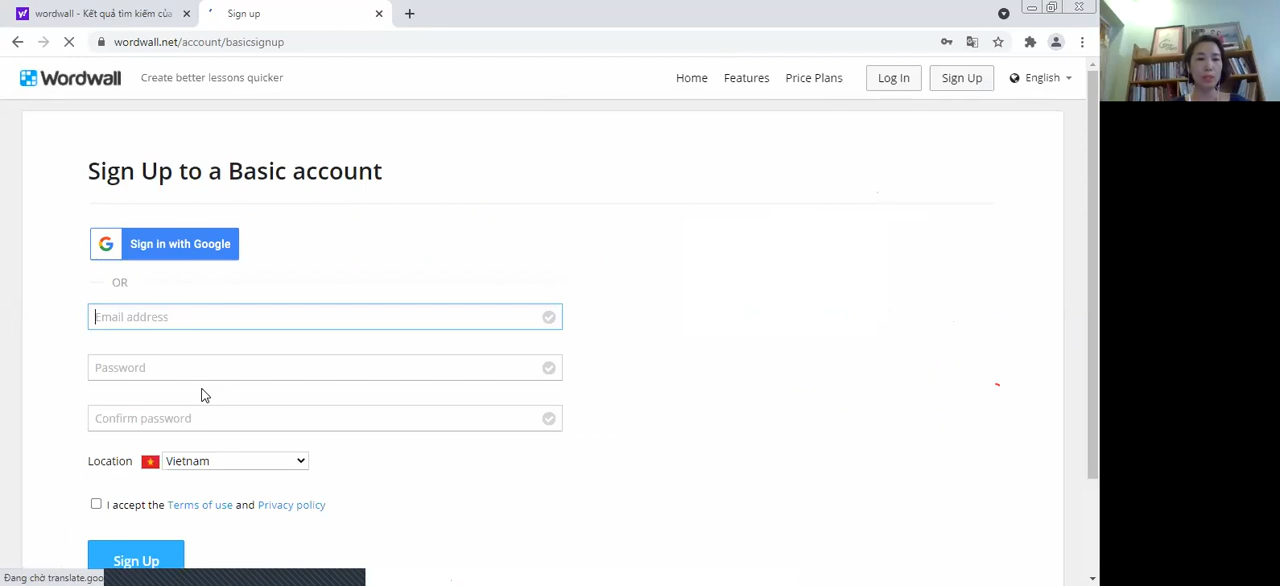 wordwall - Kết quả tìm kiếm củа
Sign up
wordwall.net/account/basicsignup
Wordwall
Create better lessons quicker
Home
Features
Price Plans
Log In
Sign Up
English
Sign Up to a Basic account
Sign in with Google
OR
Email address
Password
Confirm password
Location
Vietnam
I accept the Terms of use and Privacy policy
Sign Up
Đang chờ translate.goo